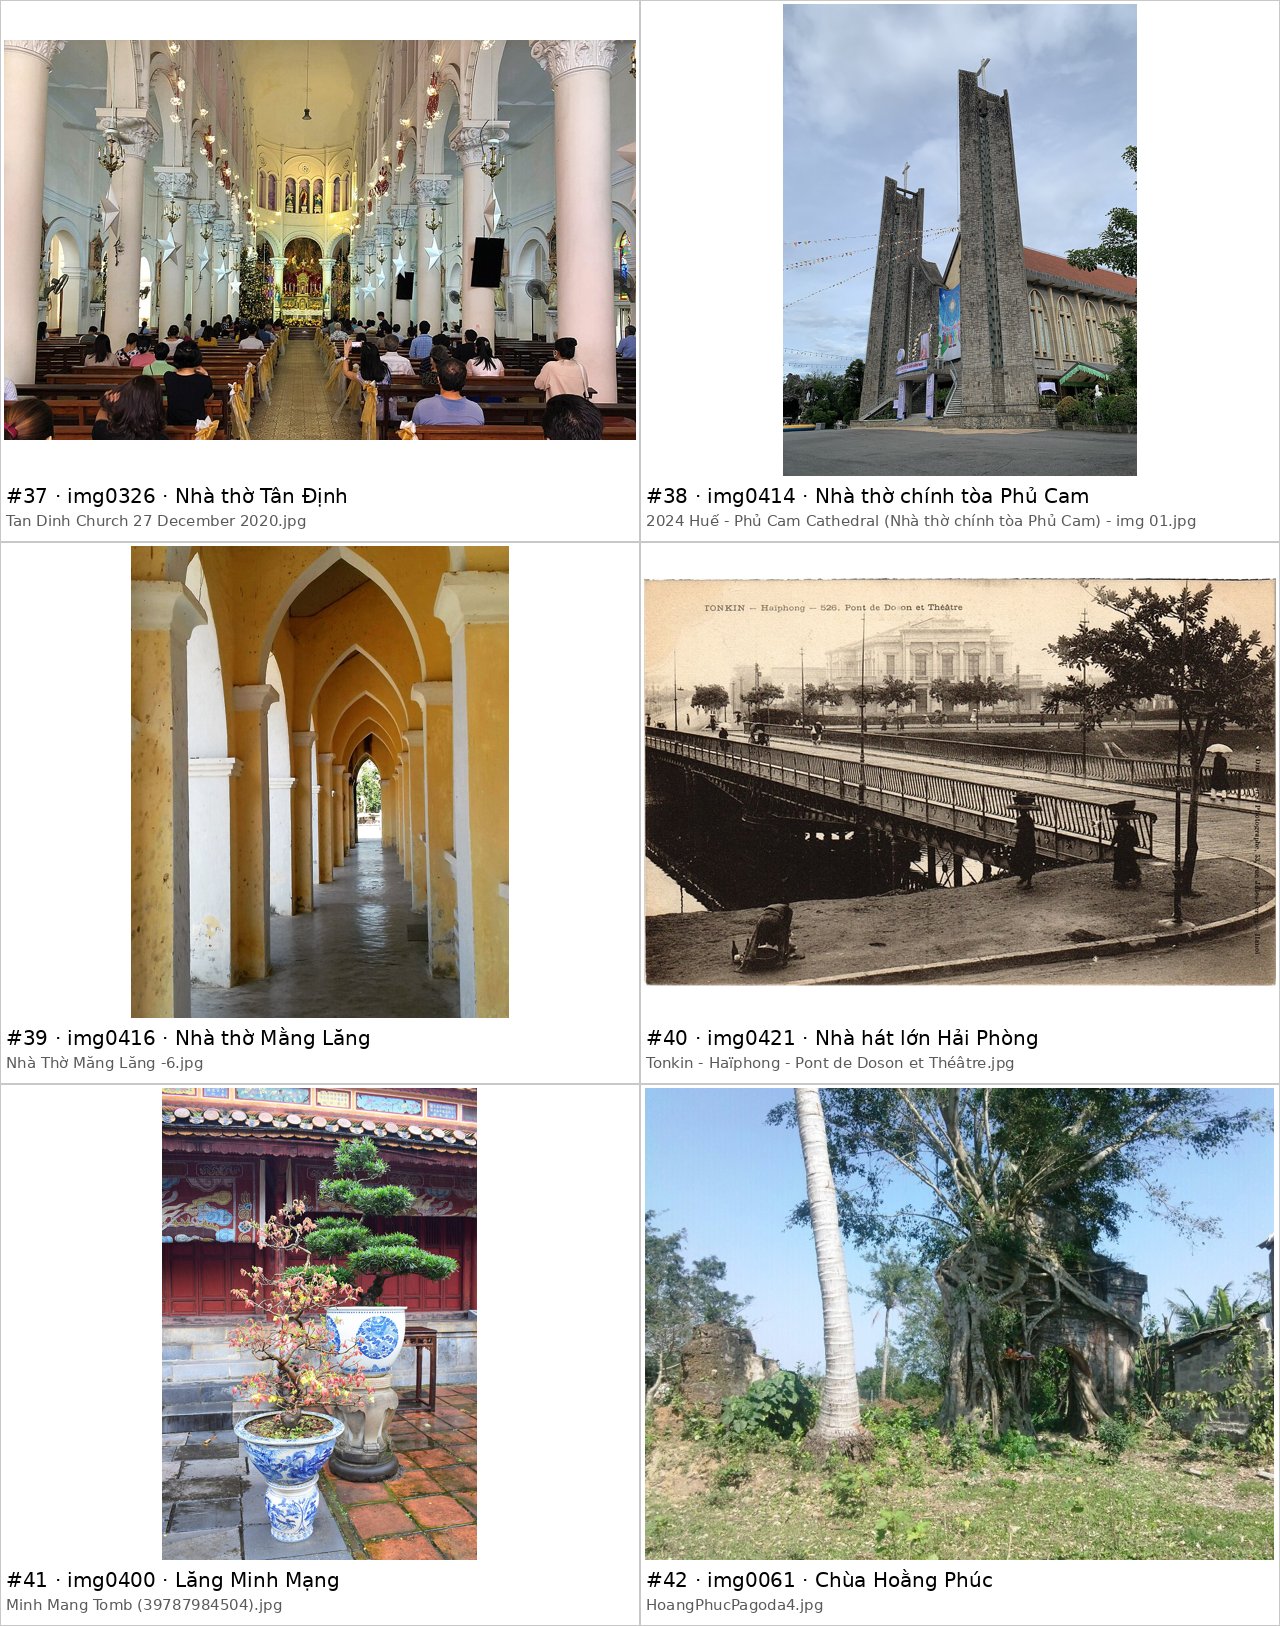 #37 · img0326 · Nhà thờ Tân Định
Tan Dinh Church 27 December 2020.jpg
#38 · img0414 · Nhà thờ chính tòa Phủ Cam
2024 Huế - Phủ Cam Cathedral (Nhà thờ chính tòa Phủ Cam) - img 01.jpg
#39 · img0416 · Nhà thờ Mằng Lăng
Nhà Thờ Măng Lăng -6.jpg
TONKIN — Haïphong — 526. Pont de Doson et Théâtre
#40 · img0421 · Nhà hát lớn Hải Phòng
Tonkin - Haïphong - Pont de Doson et Théâtre.jpg
#41 · img0400 · Lăng Minh Mạng
Minh Mang Tomb (39787984504).jpg
#42 · img0061 · Chùa Hoằng Phúc
HoangPhucPagoda4.jpg